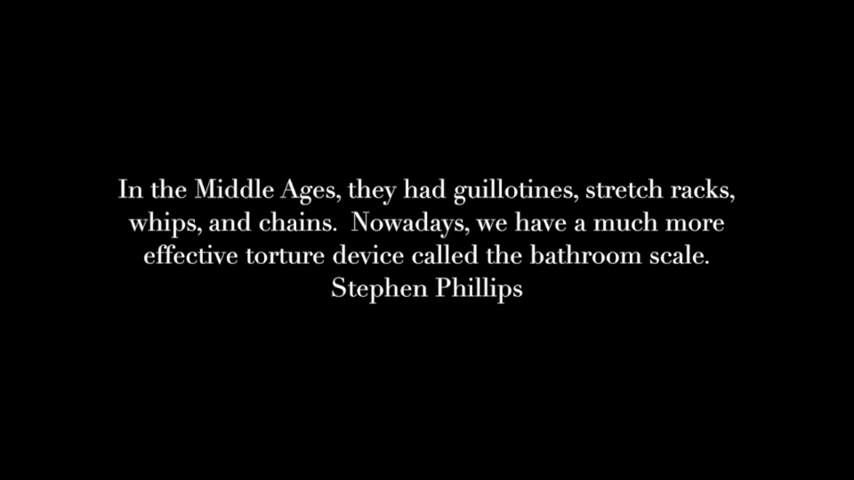 In the Middle Ages, they had guillotines, stretch racks,
whips, and chains.  Nowadays, we have a much more
effective torture device called the bathroom scale.
Stephen Phillips